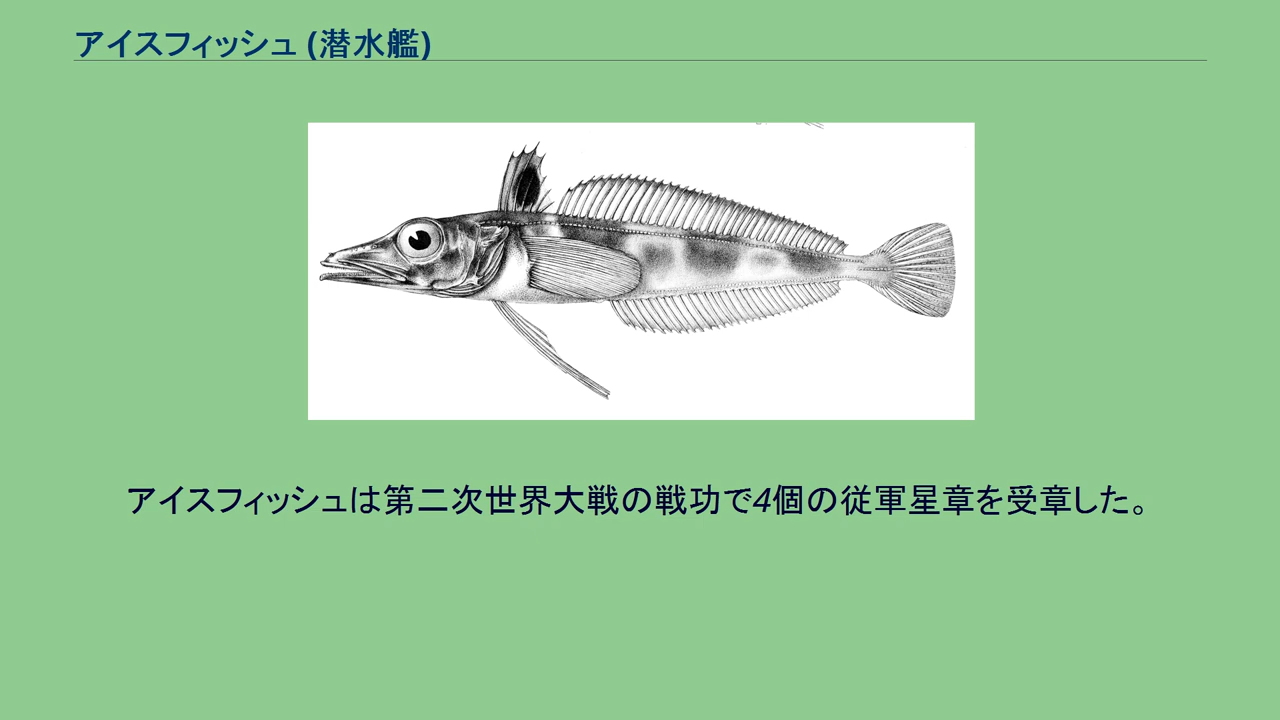 アイスフィッシュ (潜水艦)
アイスフィッシュは第二次世界大戦の戦功で4個の従軍星章を受章した。